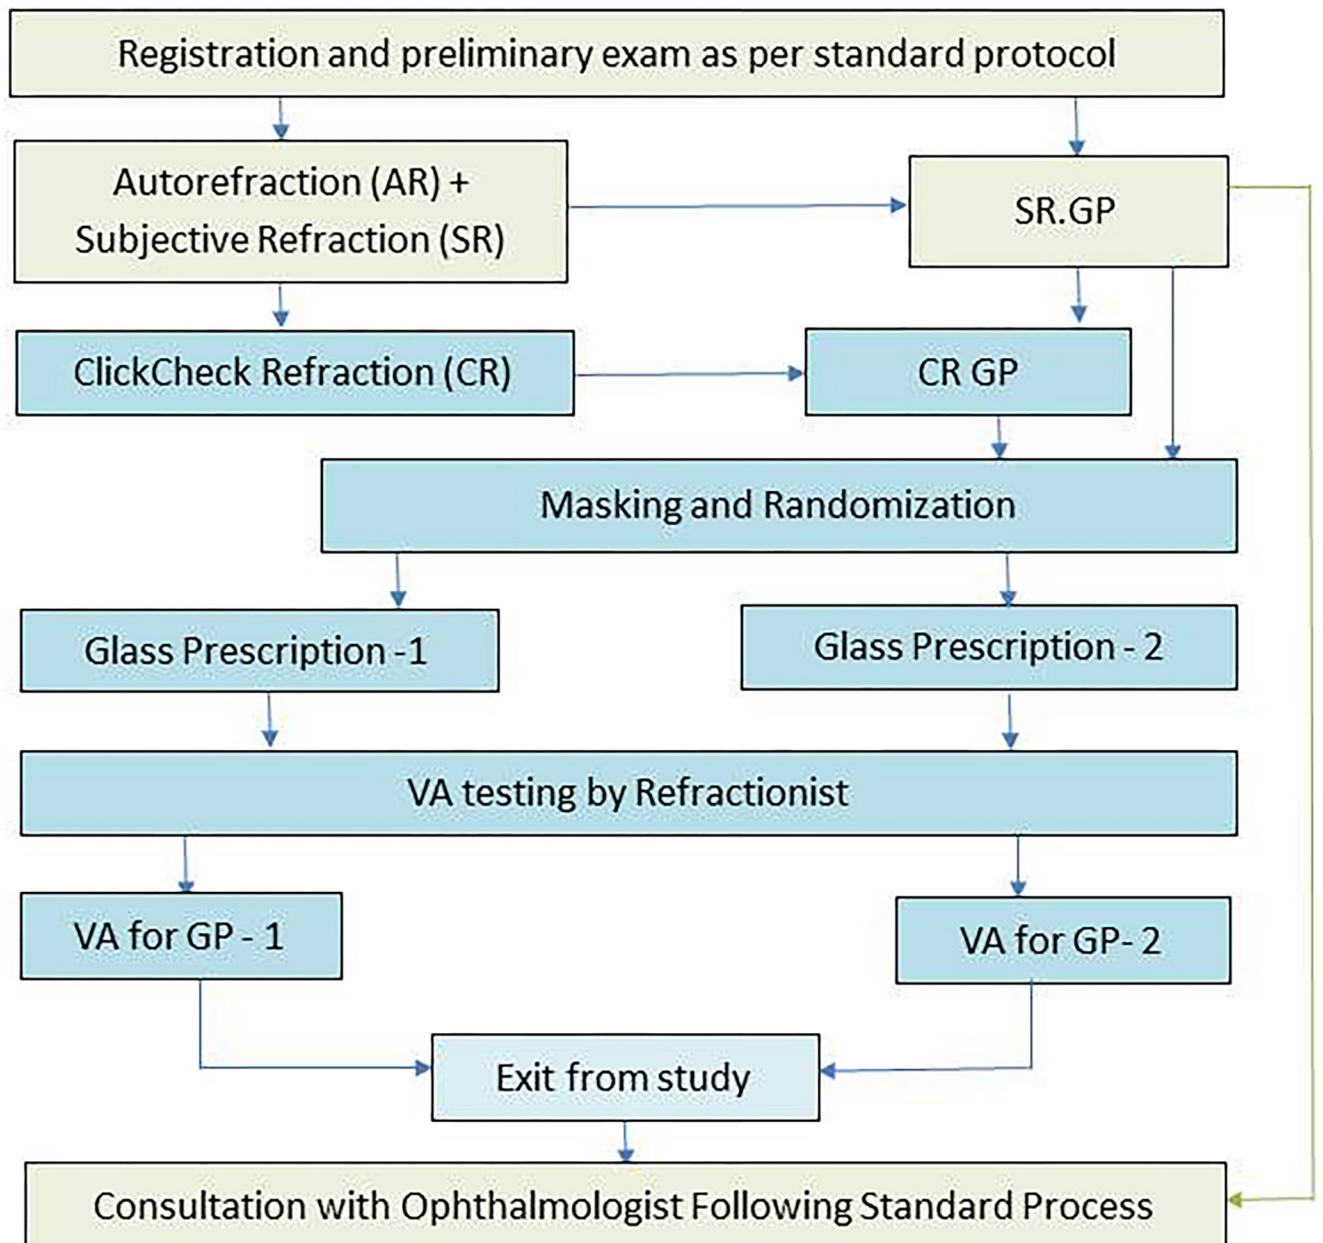 Registration and preliminary exam as per standard protocol
Autorefraction (AR) +
Subjective Refraction (SR)
SR.GP
ClickCheck Refraction (CR)
CR GP
Masking and Randomization
Glass Prescription -1
Glass Prescription - 2
VA testing by Refractionist
VA for GP - 1
VA for GP- 2
Exit from study
Consultation with Ophthalmologist Following Standard Process